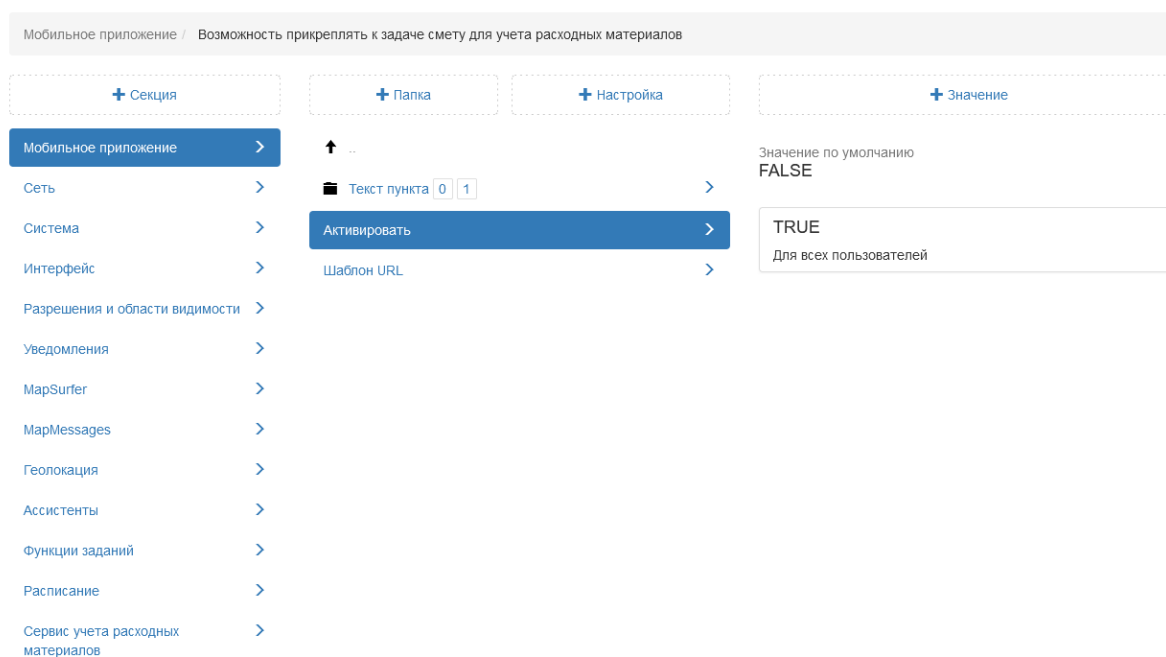 Мобильное приложение / Возможность прикреплять к задаче смету для учета расходных материалов
+ Секция
+ Папка
+ Настройка
+ Значение
Мобильное приложение
Сеть
Система
Интерфейс
Разрешения и области видимости
Уведомления
MapSurfer
MapMessages
Геолокация
Ассистенты
Функции заданий
Расписание
Сервис учета расходных
материалов
..
Текст пункта 0 1
Активировать
Шаблон URL
Значение по умолчанию
FALSE
TRUE
Для всех пользователей